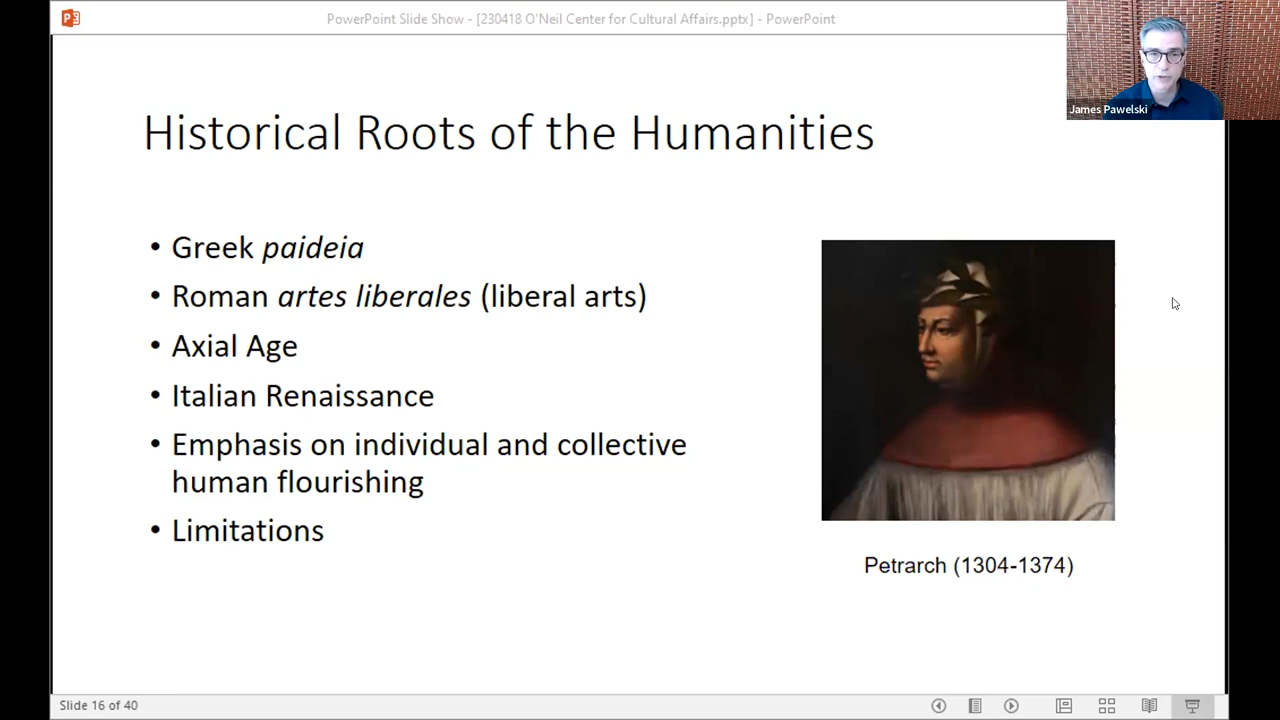 PowerPoint Slide Show - [230418 O'Neil Center for Cultural Affairs.pptx] - PowerPoint
James Pawelski
Historical Roots of the Humanities
• Greek paideia
• Roman artes liberales (liberal arts)
• Axial Age
• Italian Renaissance
• Emphasis on individual and collective
human flourishing
• Limitations
Petrarch (1304-1374)
Slide 16 of 40